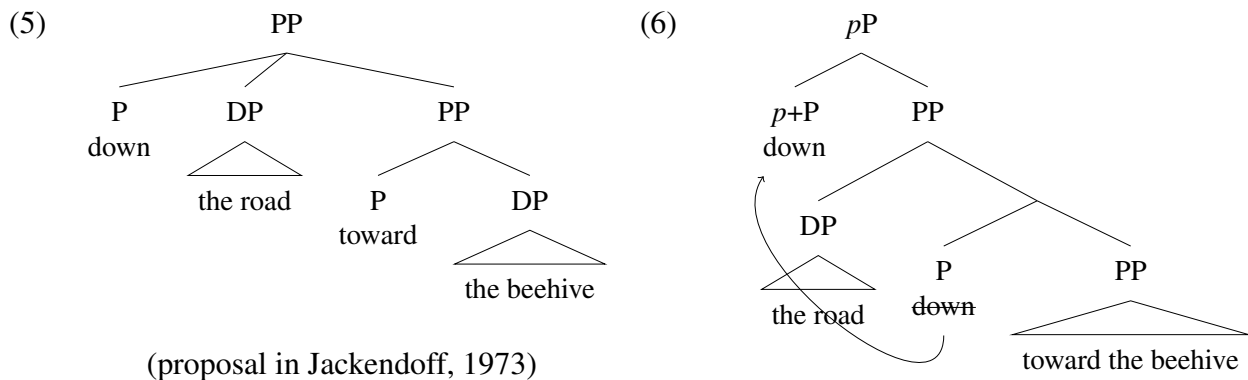 (5) PP (6) pP
P DP PP p+P PP
down down
the road P DP DP
toward the beehive P PP
the road down
(proposal in Jackendoff, 1973) toward the beehive